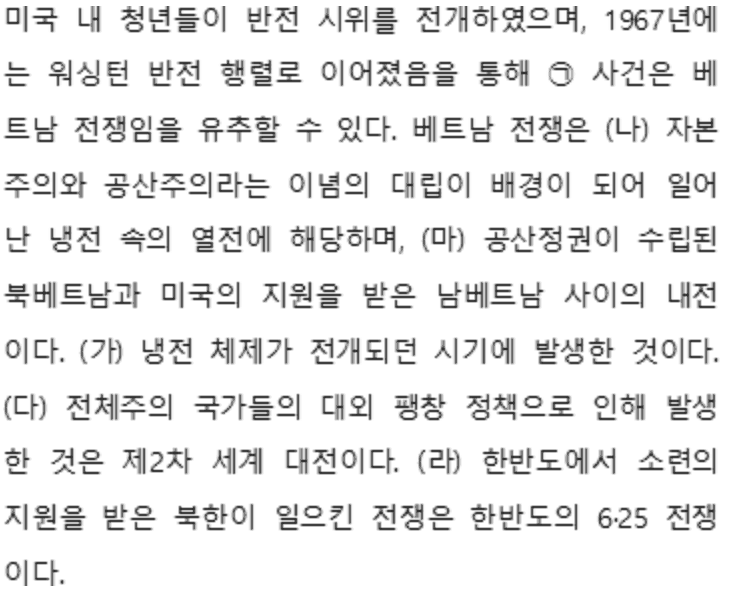 미국 내 청년들이 반전 시위를 전개하였으며, 1967년에
는 워싱턴 반전 행렬로 이어졌음을 통해 ㉠ 사건은 베
트남 전쟁임을 유추할 수 있다. 베트남 전쟁은 (나) 자본
주의와 공산주의라는 이념의 대립이 배경이 되어 일어
난 냉전 속의 열전에 해당하며, (마) 공산정권이 수립된
북베트남과 미국의 지원을 받은 남베트남 사이의 내전
이다. (가) 냉전 체제가 전개되던 시기에 발생한 것이다.
(다) 전체주의 국가들의 대외 팽창 정책으로 인해 발생
한 것은 제2차 세계 대전이다. (라) 한반도에서 소련의
지원을 받은 북한이 일으킨 전쟁은 한반도의 6·25 전쟁
이다.